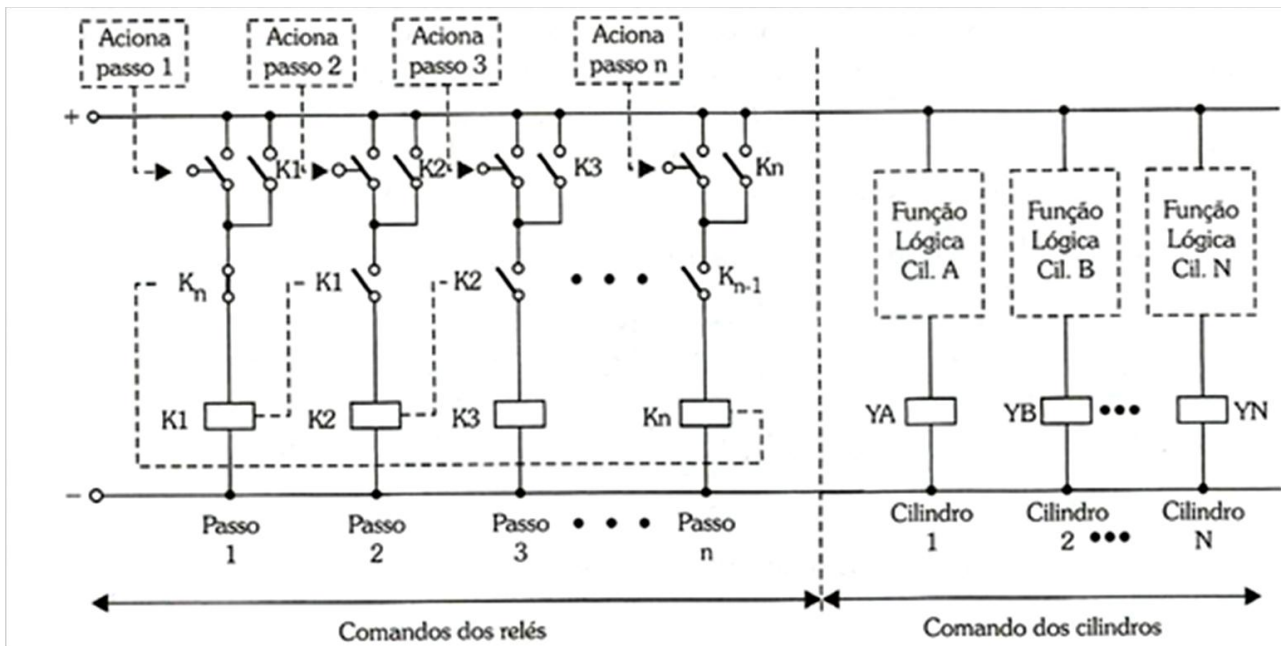 Aciona
passo 1
Aciona
passo 2
Aciona
passo 3
Aciona
passo n
+
K1
K2
K3
Kn
Função
Lógica
Cil. A
Função
Lógica
Cil. B
Função
Lógica
Cil. N
Kn
K1
K2
Kn-1
K1
K2
K3
Kn
YA
YB
YN
−
Passo
1
Passo
2
Passo
3
Passo
n
Cilindro
1
Cilindro
2
Cilindro
N
Comandos dos relés
Comando dos cilindros